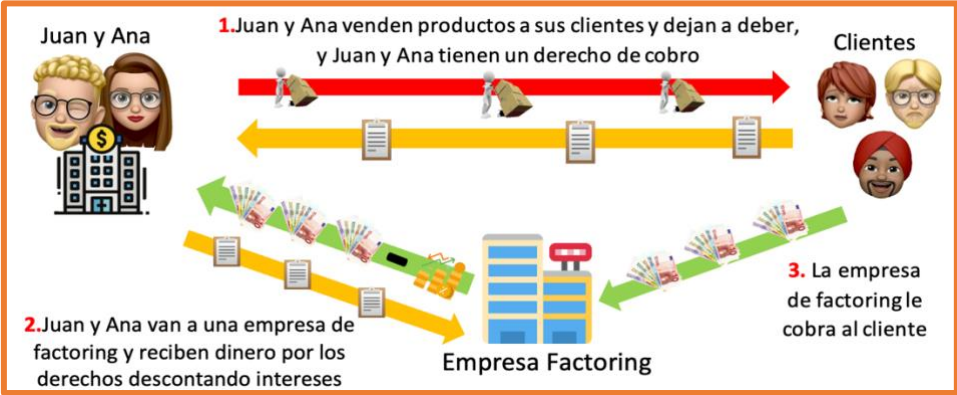 Juan y Ana
1.Juan y Ana venden productos a sus clientes y dejan a deber,
y Juan y Ana tienen un derecho de cobro
Clientes
$
2.Juan y Ana van a una empresa de
factoring y reciben dinero por los
derechos descontando intereses
Empresa Factoring
3. La empresa
de factoring le
cobra al cliente